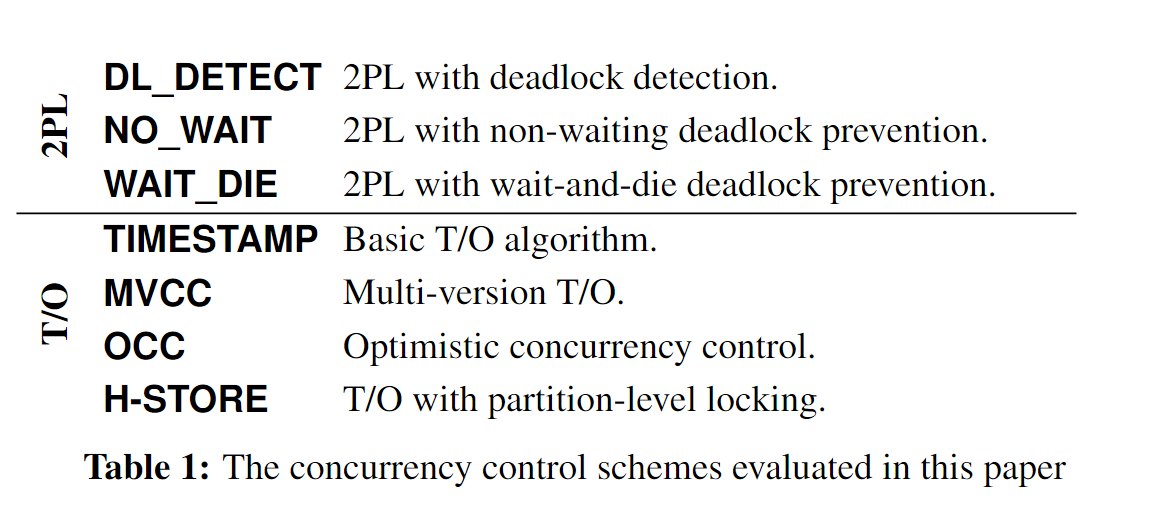 2PL
DL_DETECT 2PL with deadlock detection.
NO_WAIT 2PL with non-waiting deadlock prevention.
WAIT_DIE 2PL with wait-and-die deadlock prevention.
T/O
TIMESTAMP Basic T/O algorithm.
MVCC Multi-version T/O.
OCC Optimistic concurrency control.
H-STORE T/O with partition-level locking.
Table 1: The concurrency control schemes evaluated in this paper